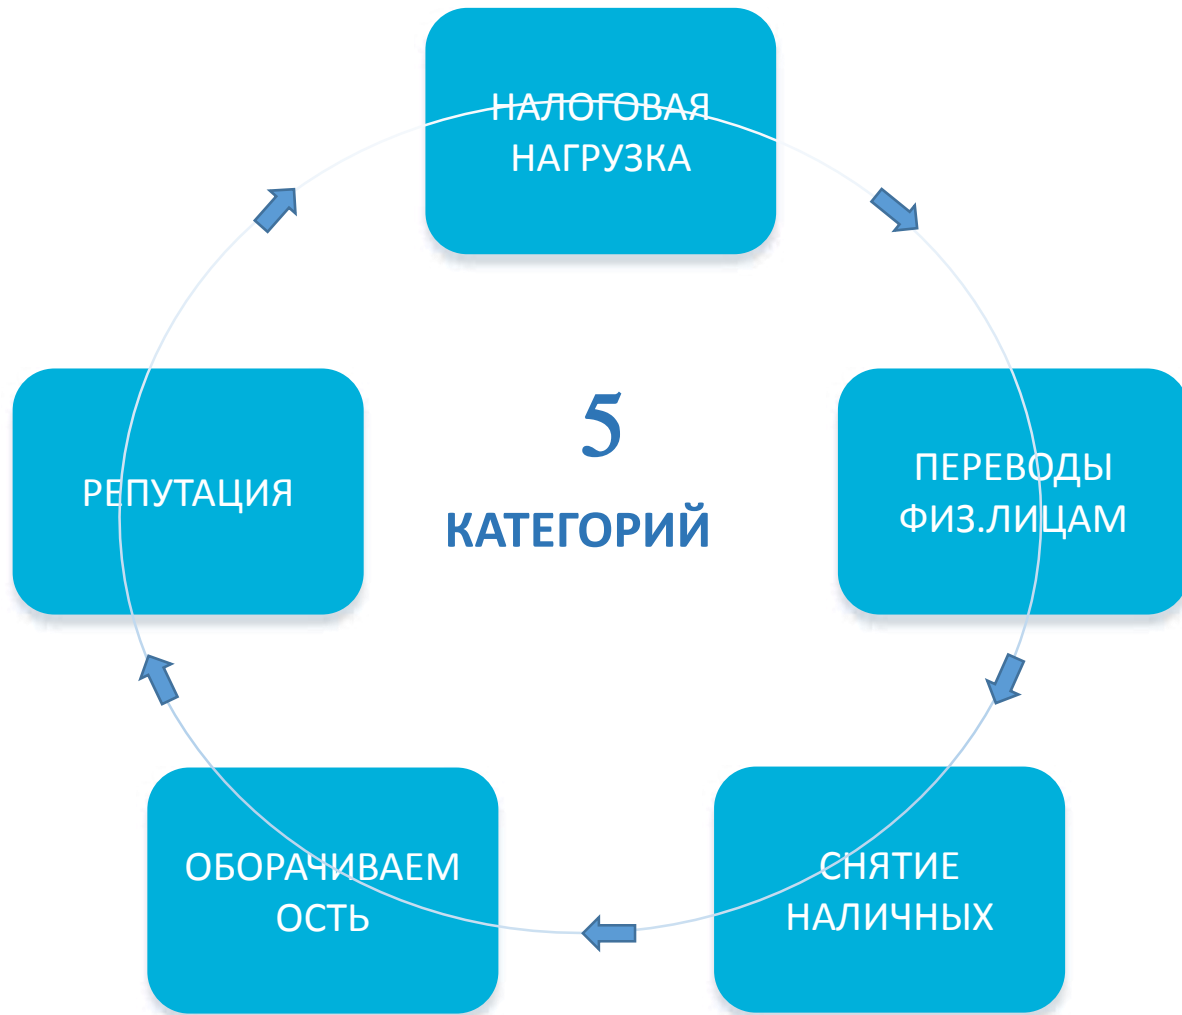 НАЛОГОВАЯ
НАГРУЗКА
5
КАТЕГОРИЙ
ПЕРЕВОДЫ
ФИЗ.ЛИЦАМ
СНЯТИЕ
НАЛИЧНЫХ
ОБОРАЧИВАЕМ
ОСТЬ
РЕПУТАЦИЯ